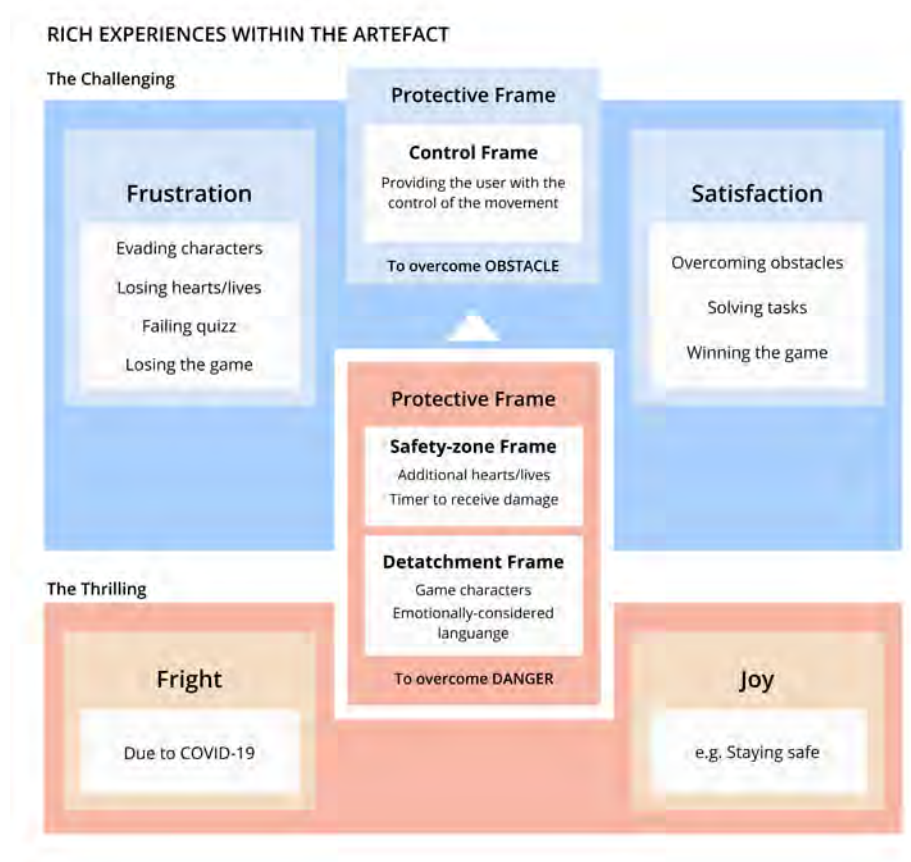 RICH EXPERIENCES WITHIN THE ARTEFACT
The Challenging
Protective Frame
Control Frame
Providing the user with the
control of the movement
To overcome OBSTACLE
Frustration
Evading characters
Losing hearts/lives
Failing quizz
Losing the game
Satisfaction
Overcoming obstacles
Solving tasks
Winning the game
Protective Frame
Safety-zone Frame
Additional hearts/lives
Timer to receive damage
Detatchment Frame
Game characters
Emotionally-considered
languange
To overcome DANGER
The Thrilling
Fright
Due to COVID-19
Joy
e.g. Staying safe